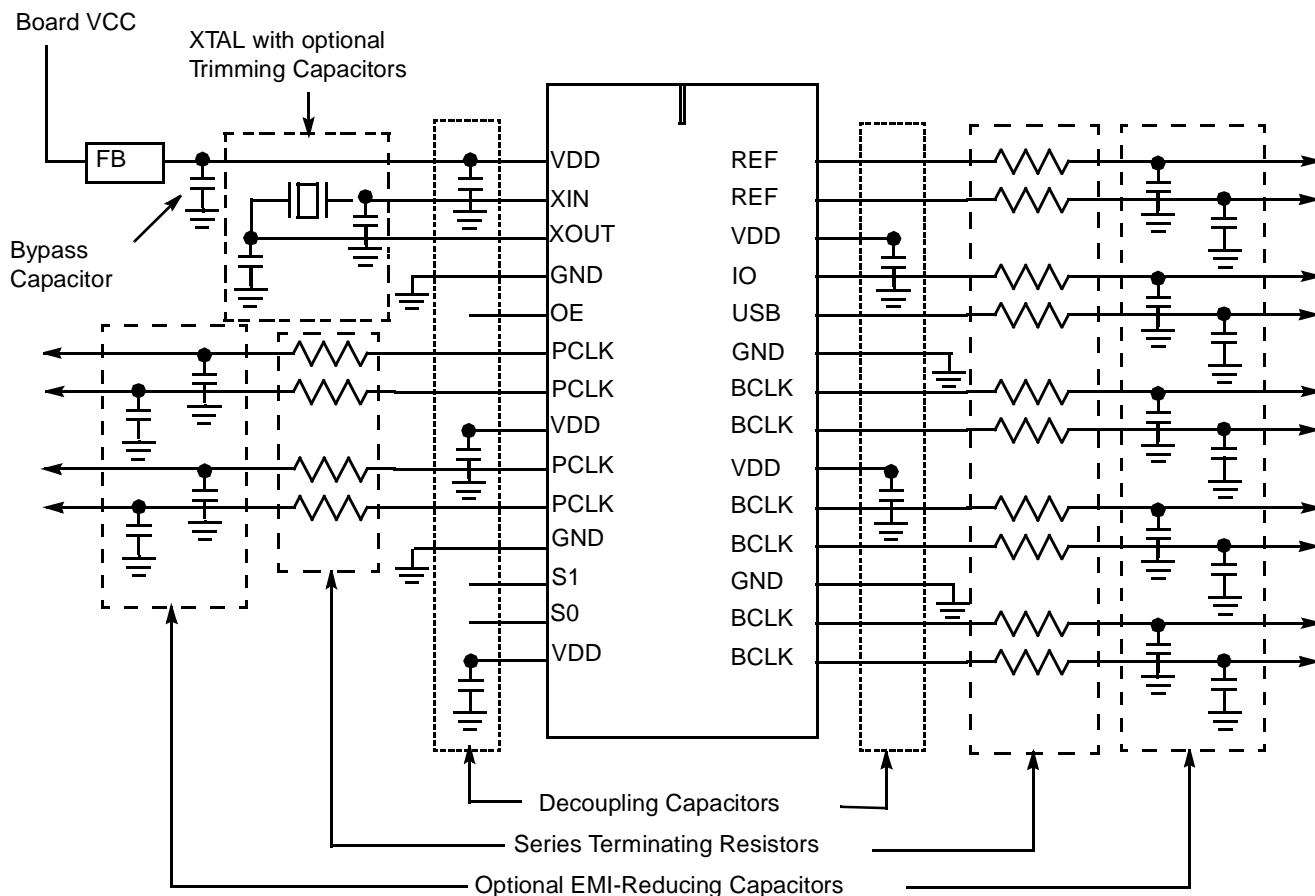 Board VCC
XTAL with optional
Trimming Capacitors
FB
Bypass
Capacitor
VDD
XIN
XOUT
GND
OE
PCLK
PCLK
VDD
PCLK
PCLK
GND
S1
S0
VDD
REF
REF
VDD
IO
USB
GND
BCLK
BCLK
VDD
BCLK
BCLK
GND
BCLK
BCLK
Decoupling Capacitors
Series Terminating Resistors
Optional EMI-Reducing Capacitors